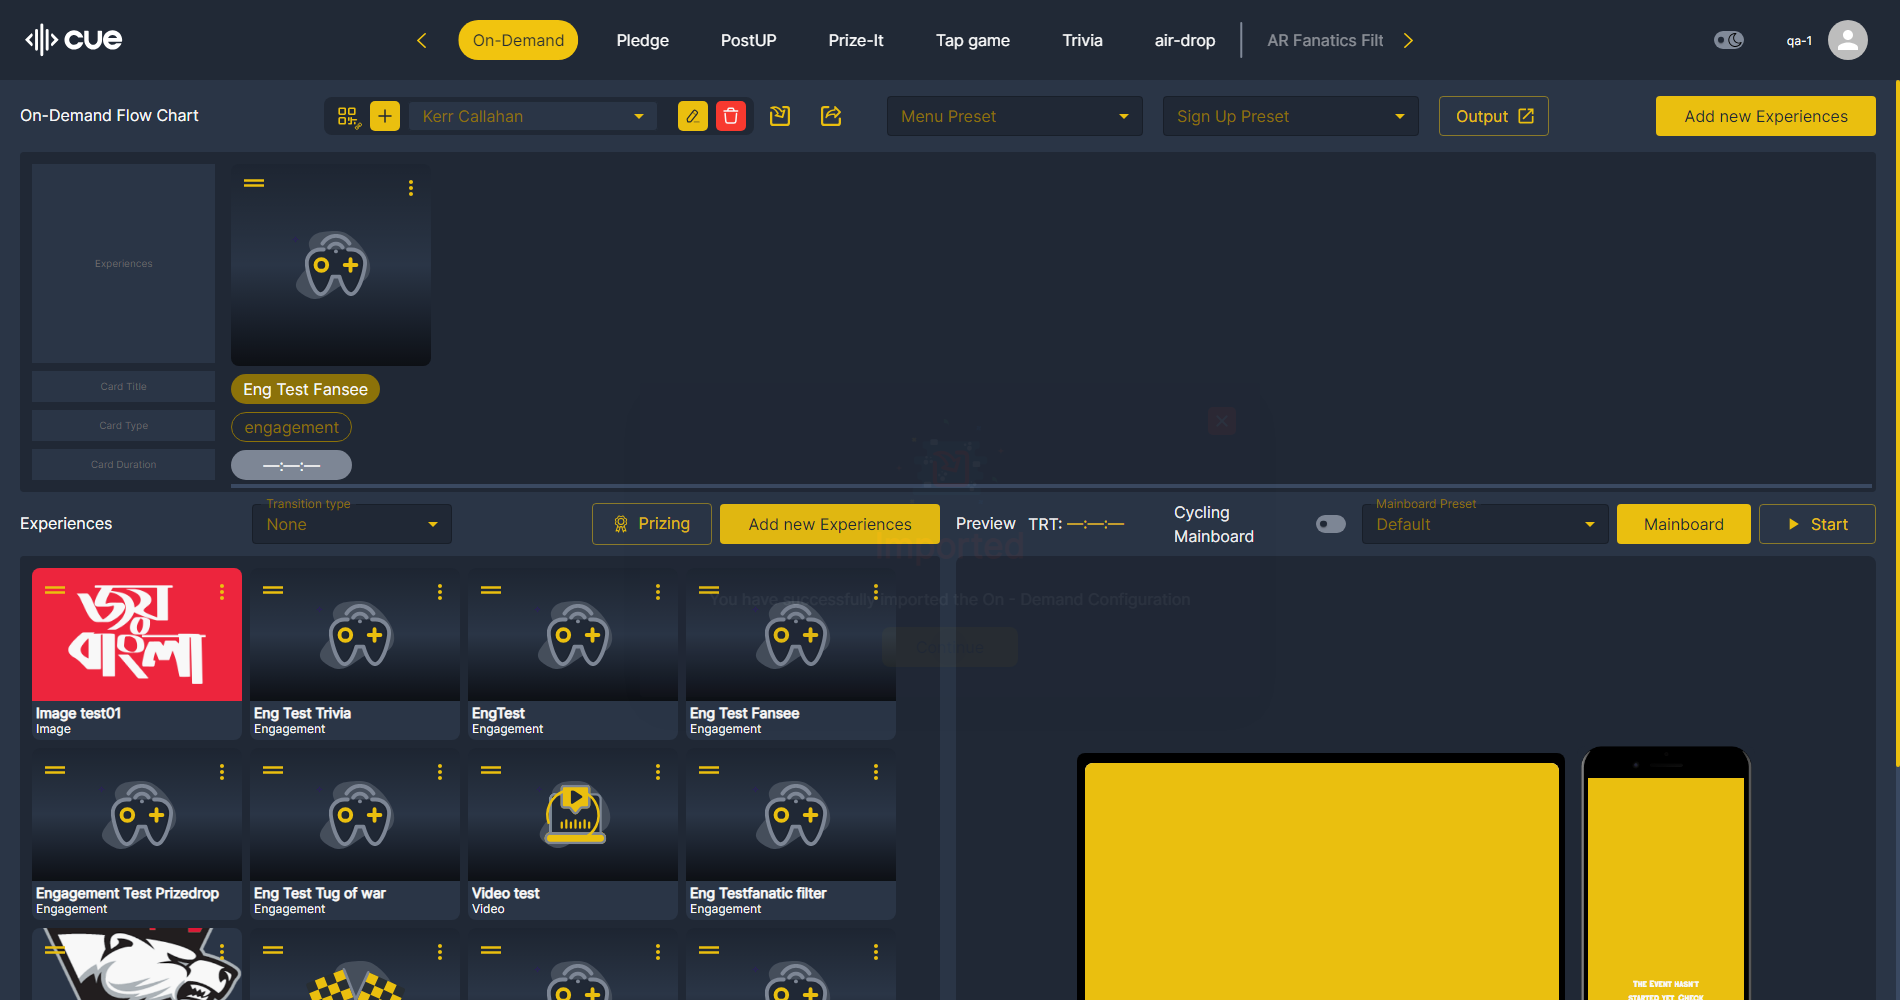 cue
On-Demand
Pledge
PostUP
Prize-It
Tap game
Trivia
air-drop
AR Fanatics Filt
qa-1
On-Demand Flow Chart
Kerr Callahan
Menu Preset
Sign Up Preset
Output
Add new Experiences
Experiences
Card Title
Card Type
Card Duration
Eng Test Fansee
engagement
—:—:—
Experiences
Transition type
None
Prizing
Add new Experiences
Preview
TRT: —:—:—
Cycling
Mainboard
Mainboard Preset
Default
Mainboard
Start
Imported
You have successfully imported the On - Demand Configuration
Continue
জয়
বাংলা
Image test01
Image
Eng Test Trivia
Engagement
EngTest
Engagement
Eng Test Fansee
Engagement
Engagement Test Prizedrop
Engagement
Eng Test Tug of war
Engagement
Video test
Video
Eng Testfanatic filter
Engagement
The Event hasn't
started yet. Check